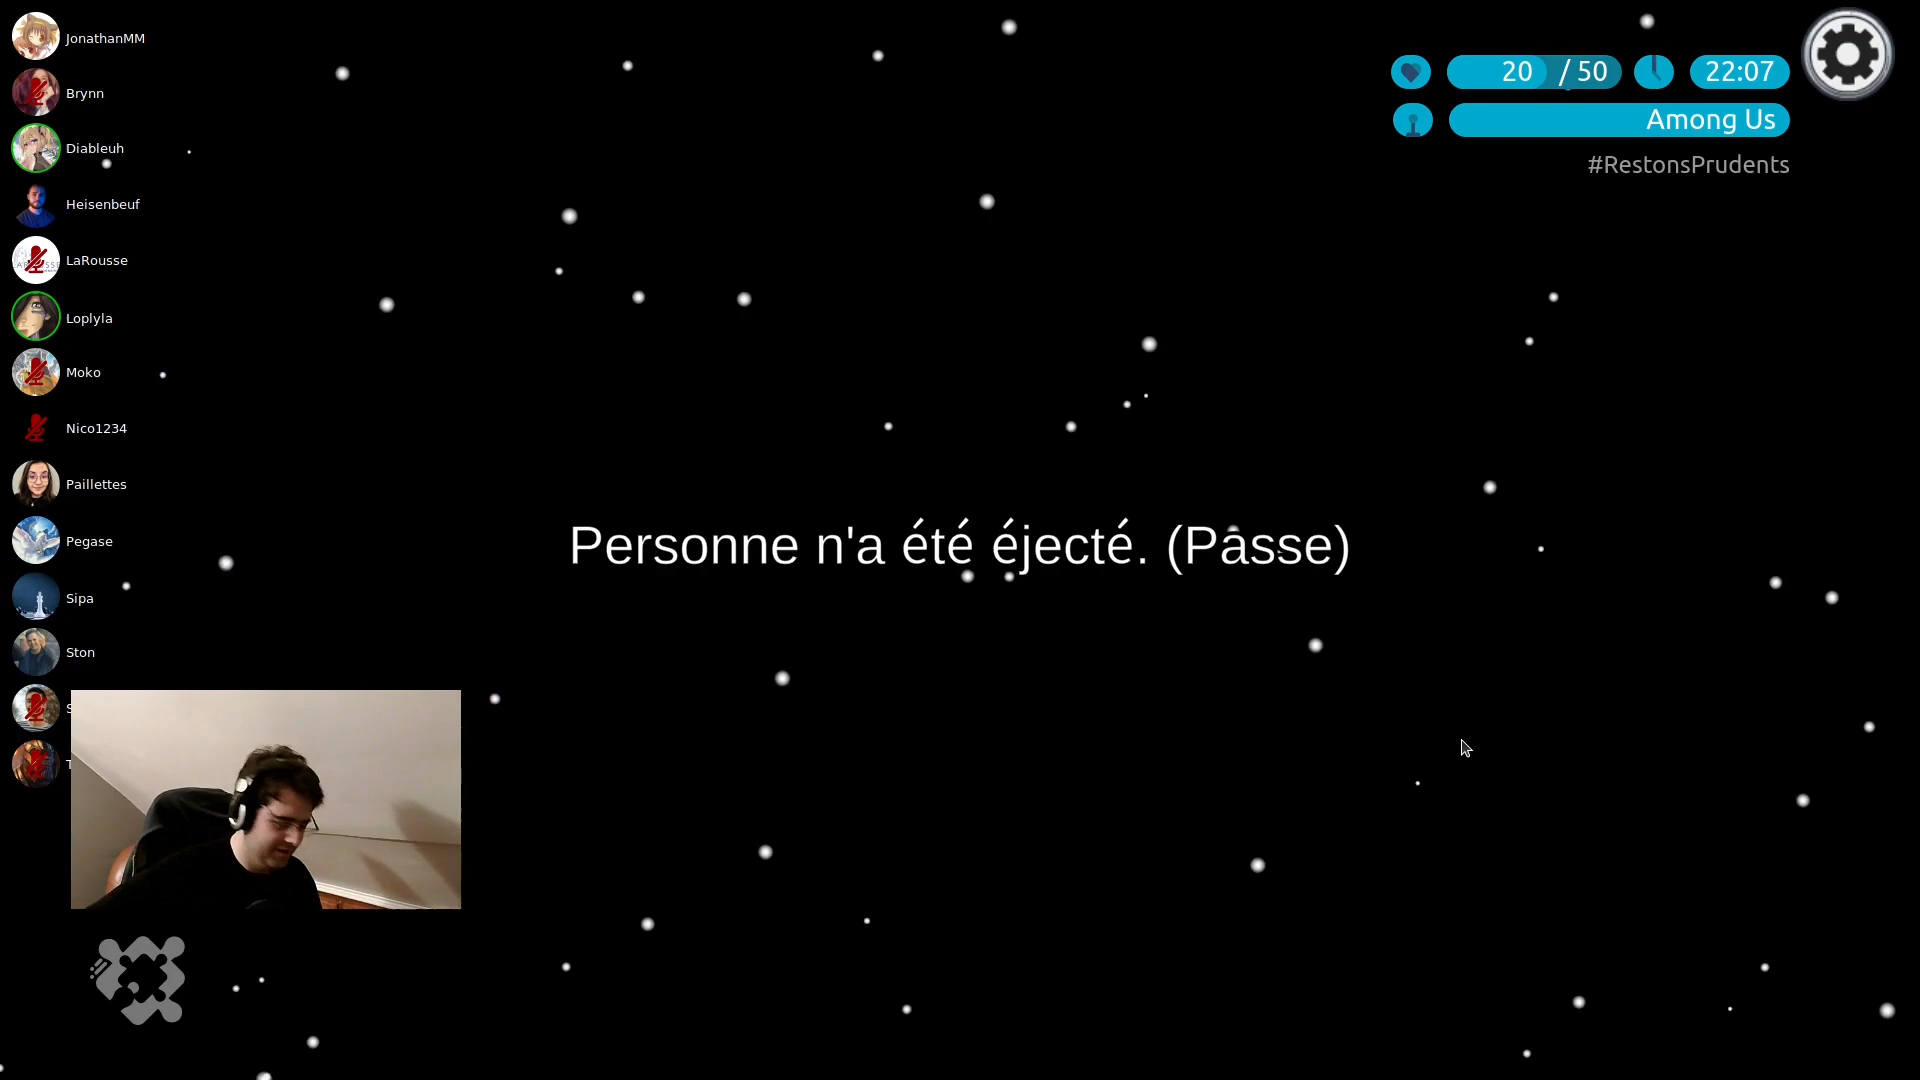 JonathanMM
Brynn
Diableuh
Heisenbeuf
LaRousse
Loplyla
Moko
Nico1234
Paillettes
Pegase
Sipa
Ston
20 / 50
22:07
Among Us
#RestonsPrudents
Personne n'a été éjecté. (Passe)